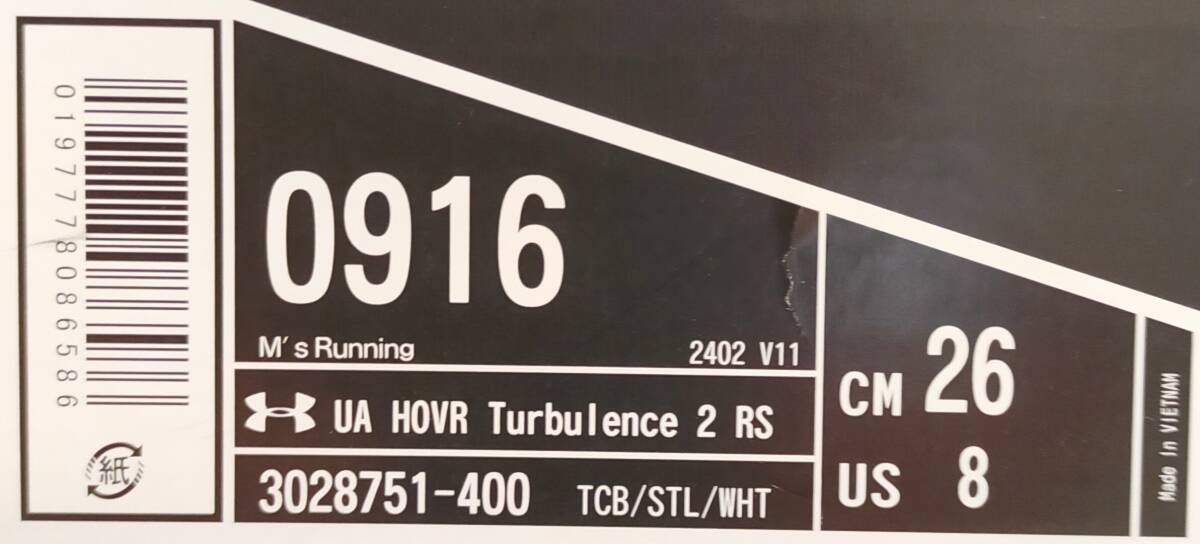 0197778086586
紙
0916
M's Running
2402 V11
UA HOVR Turbulence 2 RS
3028751-400 TCB/STL/WHT
CM 26
US 8
Made In VIETNAM